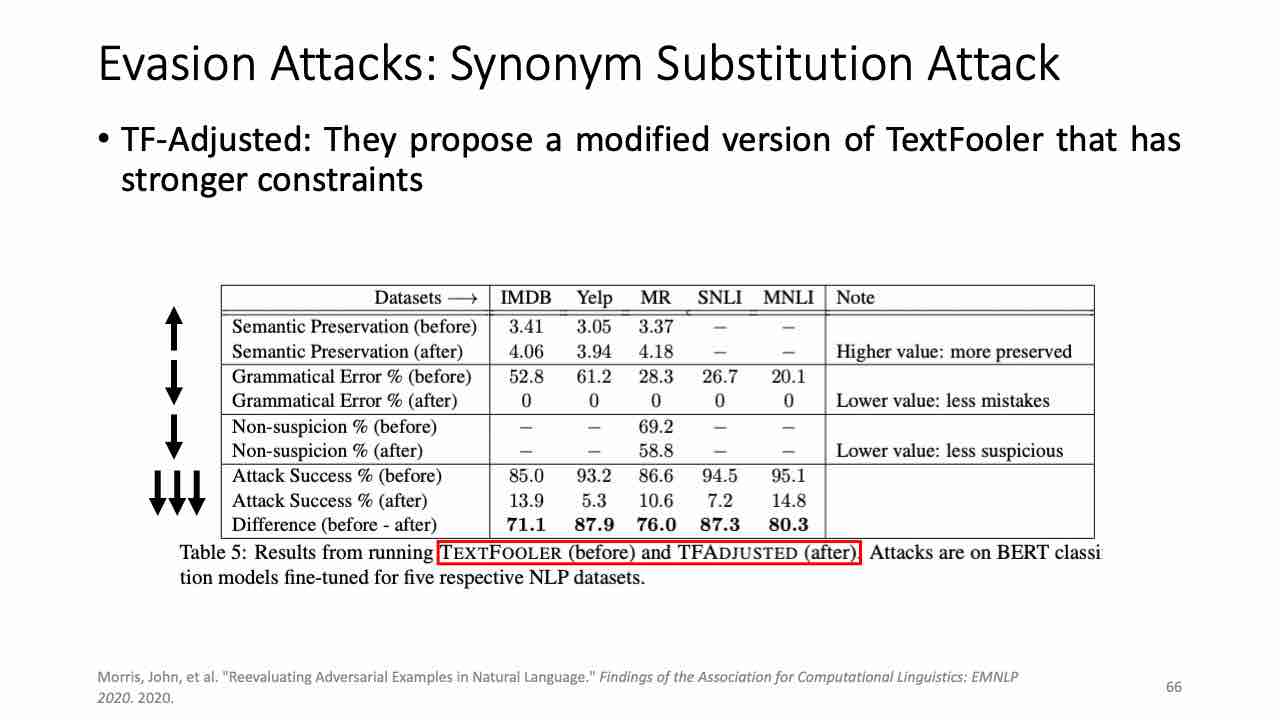 Evasion Attacks: Synonym Substitution Attack
• TF-Adjusted: They propose a modified version of TextFooler that has
stronger constraints
Datasets ⟶ IMDB Yelp MR SNLI MNLI Note
Semantic Preservation (before) 3.41 3.05 3.37 – –
Semantic Preservation (after) 4.06 3.94 4.18 – – Higher value: more preserved
Grammatical Error % (before) 52.8 61.2 28.3 26.7 20.1
Grammatical Error % (after) 0 0 0 0 0 Lower value: less mistakes
Non-suspicion % (before) – – 69.2 – –
Non-suspicion % (after) – – 58.8 – – Lower value: less suspicious
Attack Success % (before) 85.0 93.2 86.6 94.5 95.1
Attack Success % (after) 13.9 5.3 10.6 7.2 14.8
Difference (before - after) 71.1 87.9 76.0 87.3 80.3
Table 5: Results from running TEXTFOOLER (before) and TFADJUSTED (after). Attacks are on BERT classi
tion models fine-tuned for five respective NLP datasets.
Morris, John, et al. "Reevaluating Adversarial Examples in Natural Language." Findings of the Association for Computational Linguistics: EMNLP
2020. 2020.
66